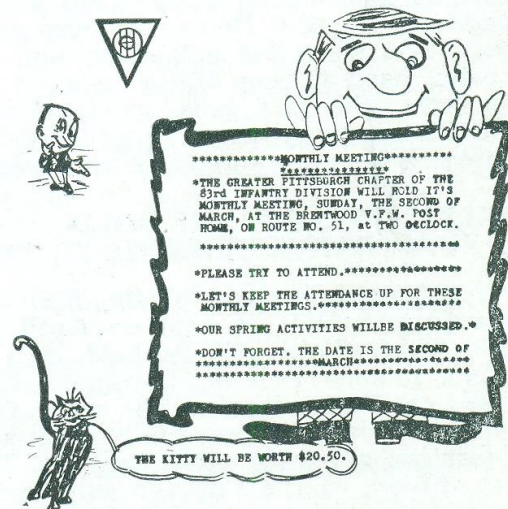 ***************MONTHLY MEETING***********
*****************
*THE GREATER PITTSBURGH CHAPTER OF THE
83rd INFANTRY DIVISION WILL HOLD IT'S
MONTHLY MEETING, SUNDAY, THE SECOND OF
MARCH, AT THE BRENTWOOD V.F.W. POST
HOME, ON ROUTE NO. 51, at TWO OCCLOCK.
******************************************
*PLEASE TRY TO ATTEND.*******************
*LET'S KEEP THE ATTENDANCE UP FOR THESE
MONTHLY MEETINGS.************************
*OUR SPRING ACTIVITIES WILLBE DISCUSSED.*
*DON'T FORGET. THE DATE IS THE SECOND OF
******************MARCH*****************
*****************************************
THE KITTY WILL BE WORTH $20.50.